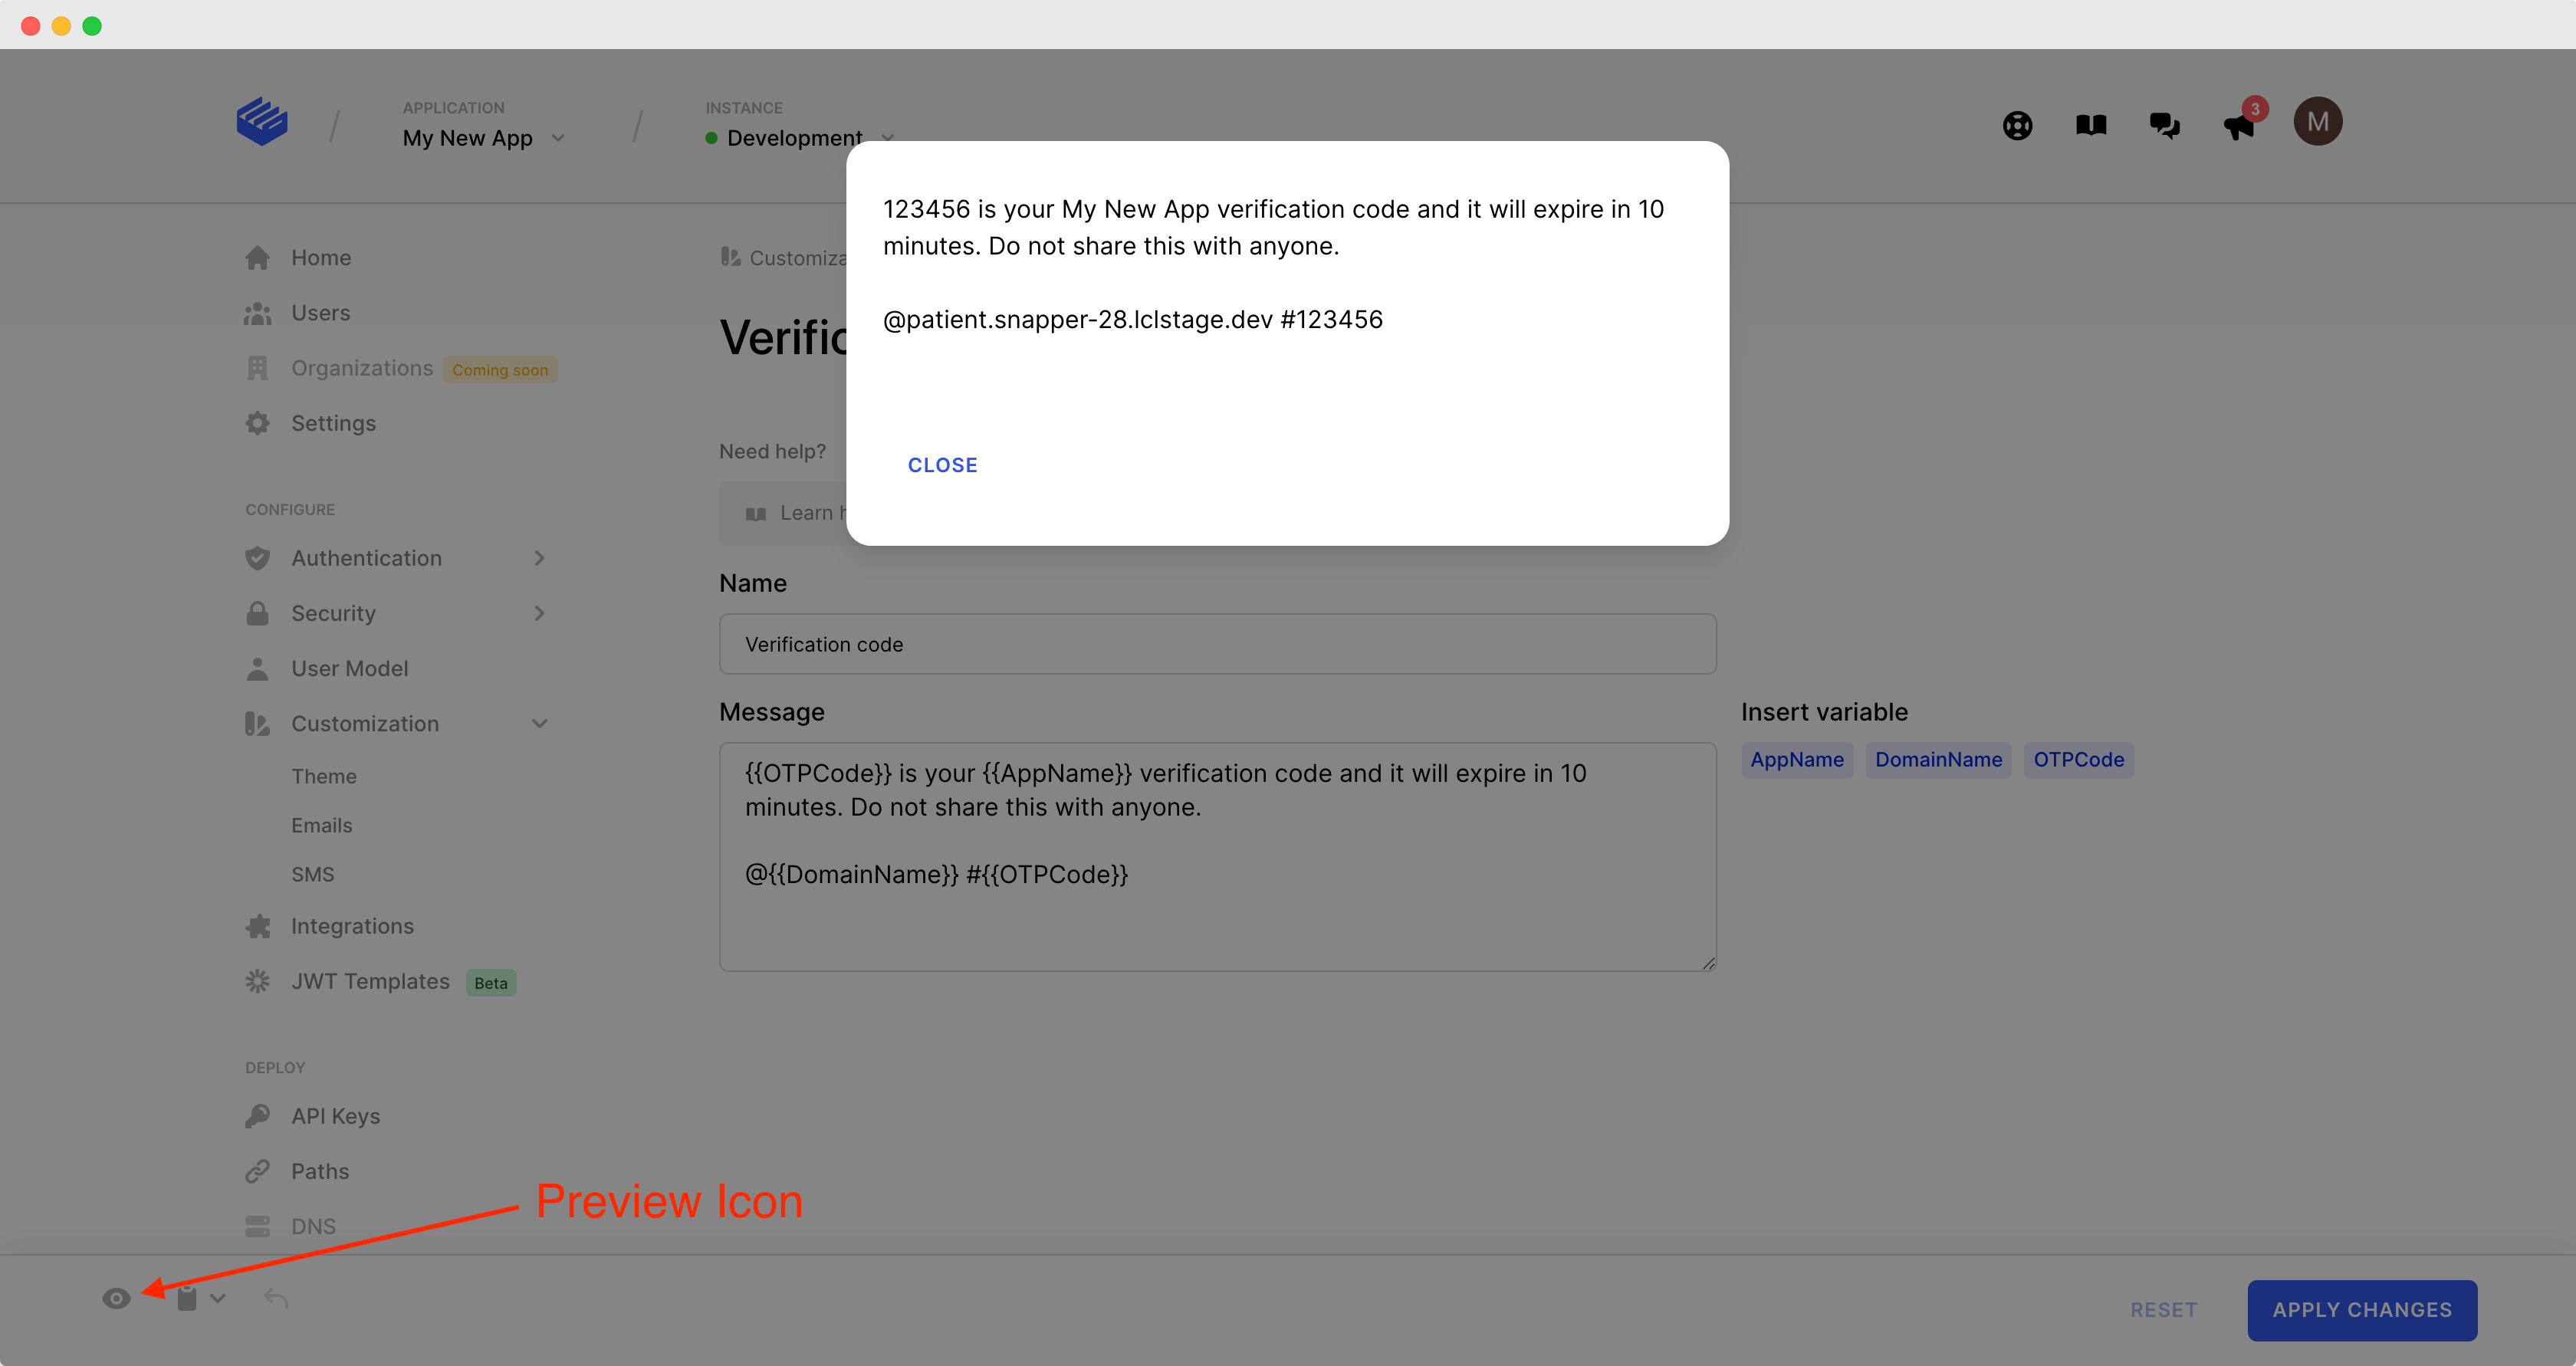 APPLICATION
My New App
INSTANCE
Development
3
M
123456 is your My New App verification code and it will expire in 10
minutes. Do not share this with anyone.
@patient.snapper-28.lclstage.dev #123456
CLOSE
Home
Users
Organizations Coming soon
Settings
CONFIGURE
Authentication
Security
User Model
Customization
Theme
Emails
SMS
Integrations
JWT Templates Beta
DEPLOY
API Keys
Paths
DNS
Customiza
Verific
Need help?
Learn h
Name
Verification code
Message
{{OTPCode}} is your {{AppName}} verification code and it will expire in 10
minutes. Do not share this with anyone.
@{{DomainName}} #{{OTPCode}}
Insert variable
AppName DomainName OTPCode
Preview Icon
RESET
APPLY CHANGES